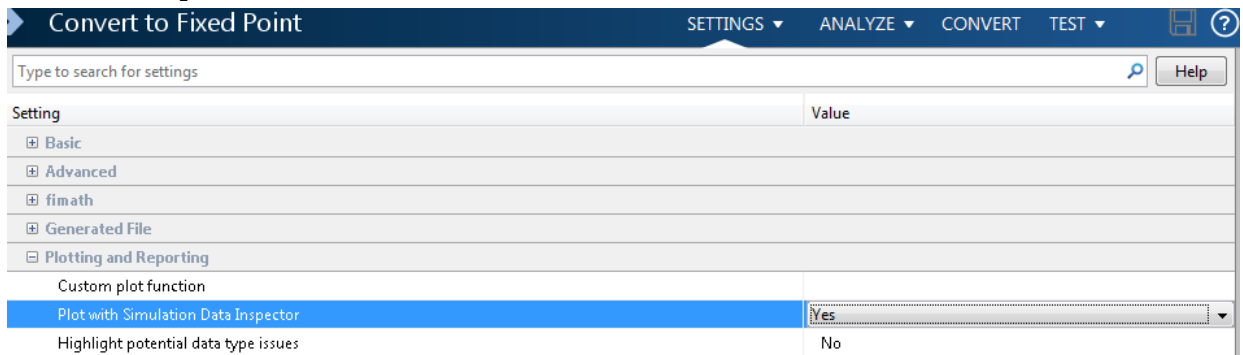 Convert to Fixed Point SETTINGS ▼ ANALYZE ▼ CONVERT TEST ▼ ?
Type to search for settings Help
Setting Value
Basic
Advanced
fimath
Generated File
Plotting and Reporting
Custom plot function
Plot with Simulation Data Inspector Yes
Highlight potential data type issues No